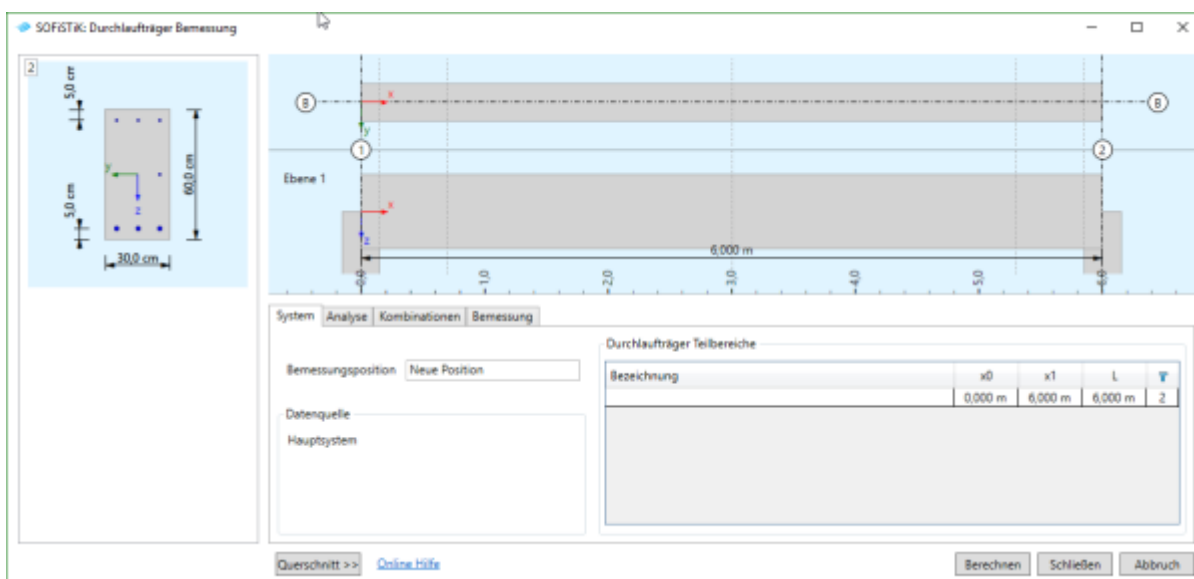 SOFiSTiK: Durchlaufträger Bemessung
2
5,0 cm
60,0 cm
5,0 cm
30,0 cm
y
z
B
x
B
y
1
2
Ebene 1
x
z
6,000 m
0,0
1,0
2,0
3,0
4,0
5,0
6,0
System Analyse Kombinationen Bemessung
Bemessungsposition Neue Position
Datenquelle
Hauptsystem
Durchlaufträger Teilbereiche
Bezeichnung x0 x1 L
0,000 m 6,000 m 6,000 m 2
Querschnitt >> Online Hilfe Berechnen Schließen Abbruch